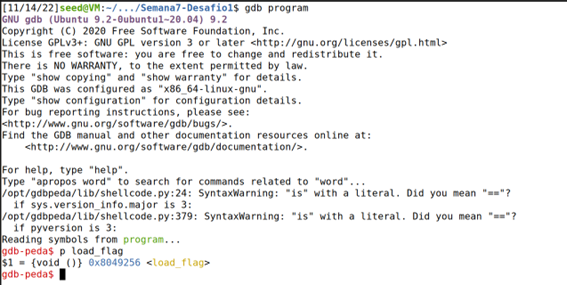 [11/14/22]seed@VM:~/.../Semana7-Desafio1$ gdb program
GNU gdb (Ubuntu 9.2-0ubuntu1~20.04) 9.2
Copyright (C) 2020 Free Software Foundation, Inc.
License GPLv3+: GNU GPL version 3 or later <http://gnu.org/licenses/gpl.html>
This is free software: you are free to change and redistribute it.
There is NO WARRANTY, to the extent permitted by law.
Type "show copying" and "show warranty" for details.
This GDB was configured as "x86_64-linux-gnu".
Type "show configuration" for configuration details.
For bug reporting instructions, please see:
<http://www.gnu.org/software/gdb/bugs/>.
Find the GDB manual and other documentation resources online at:
    <http://www.gnu.org/software/gdb/documentation/>.

For help, type "help".
Type "apropos word" to search for commands related to "word"...
/opt/gdbpeda/lib/shellcode.py:24: SyntaxWarning: "is" with a literal. Did you mean "=="?
  if sys.version_info.major is 3:
/opt/gdbpeda/lib/shellcode.py:379: SyntaxWarning: "is" with a literal. Did you mean "=="?
  if pyversion is 3:
Reading symbols from program...
gdb-peda$ p load_flag
$1 = {void ()} 0x8049256 <load_flag>
gdb-peda$